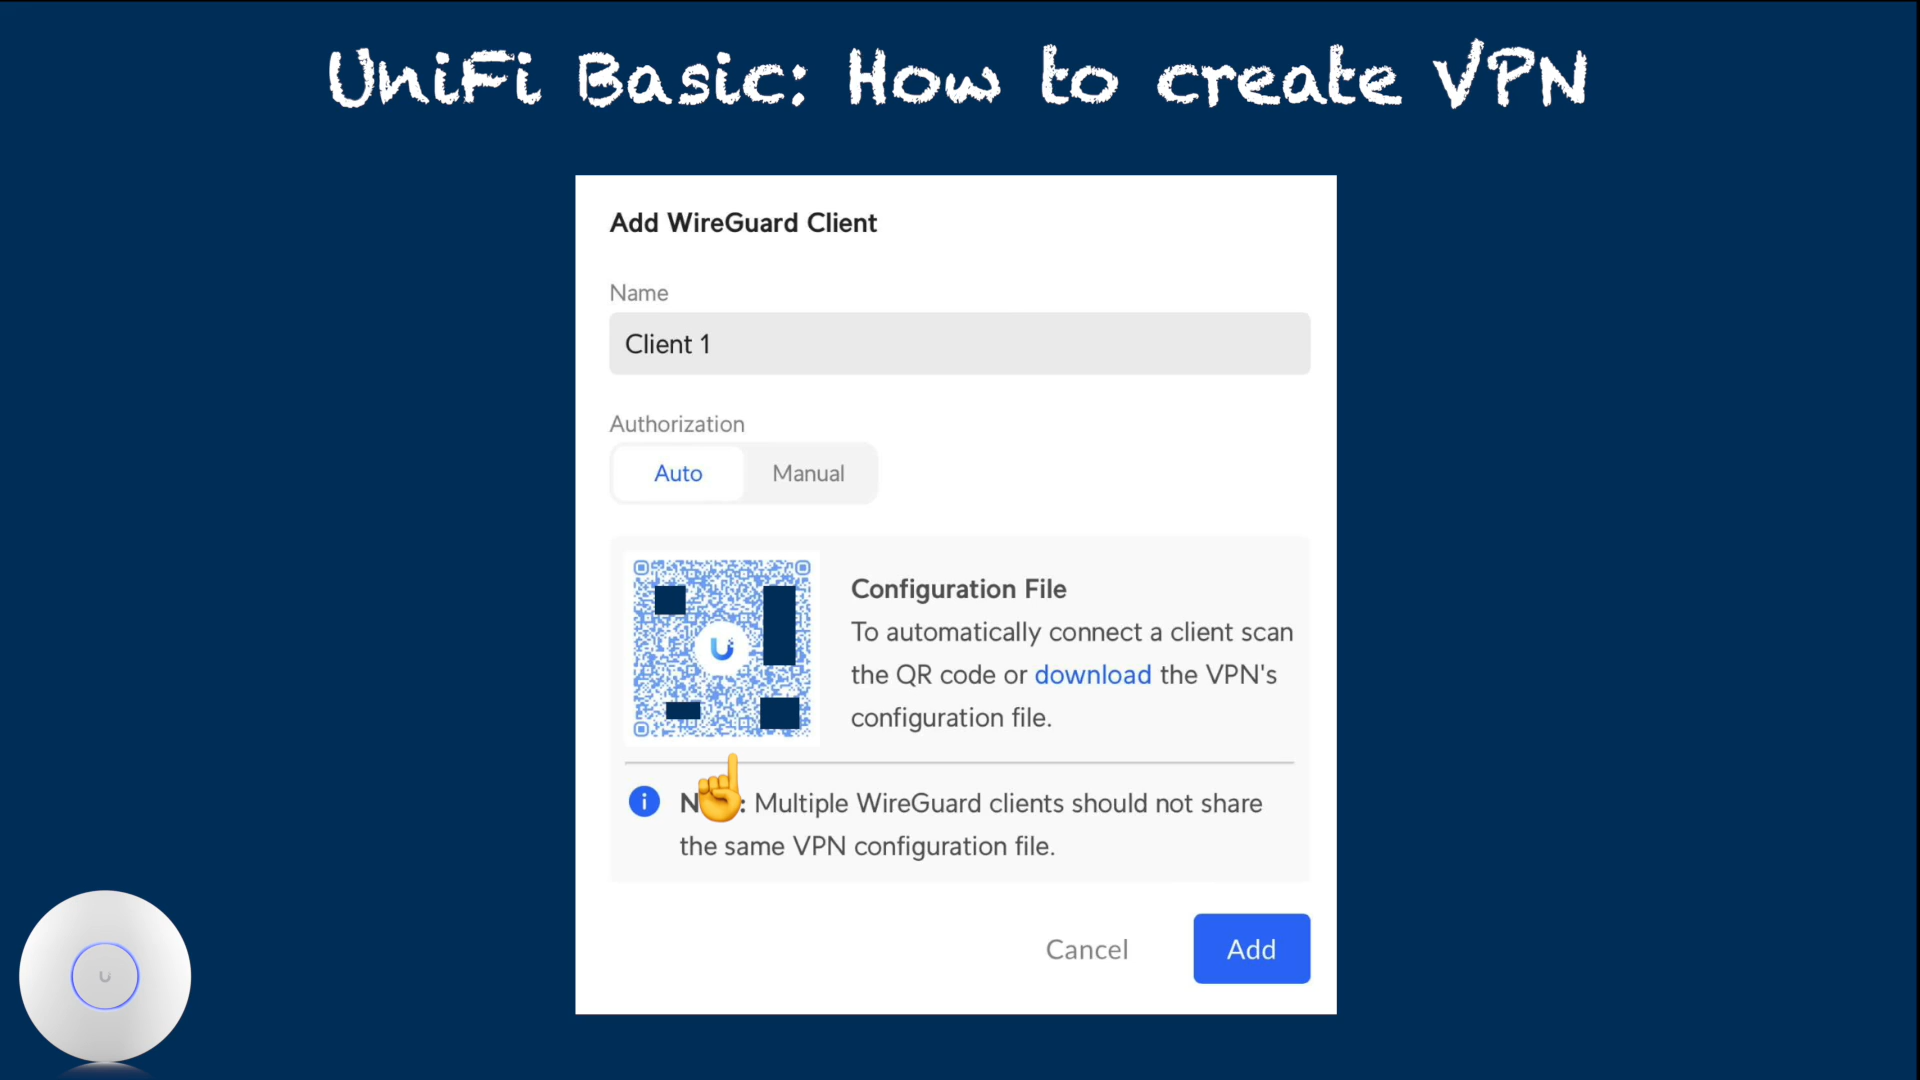 UniFi Basic: How to create VPN
Add WireGuard Client
Name
Client 1
Authorization
Auto Manual
Configuration File
To automatically connect a client scan
the QR code or download the VPN's
configuration file.
Multiple WireGuard clients should not share
the same VPN configuration file.
Cancel Add